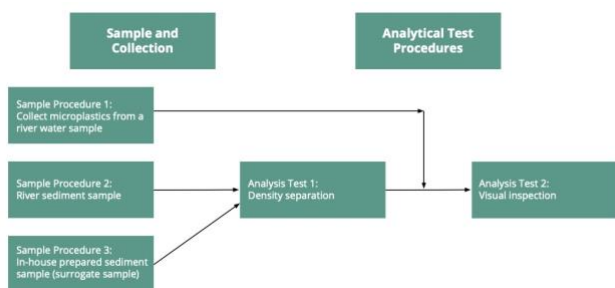 Sample and
Collection
Analytical Test
Procedures
Sample Procedure 1:
Collect microplastics from a
river water sample
Sample Procedure 2:
River sediment sample
Analysis Test 1:
Density separation
Analysis Test 2:
Visual inspection
Sample Procedure 3:
In-house prepared sediment
sample (surrogate sample)